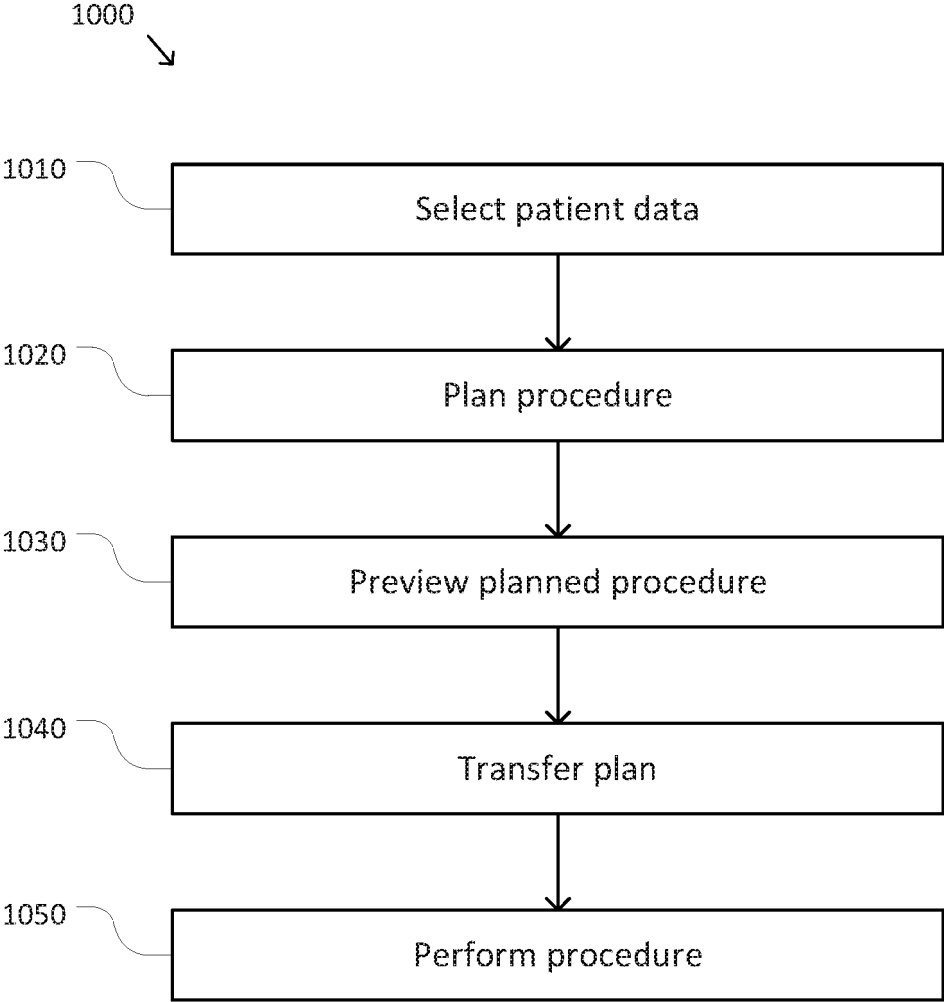 1000
1010
Select patient data
1020
Plan procedure
1030
Preview planned procedure
1040
Transfer plan
1050
Perform procedure